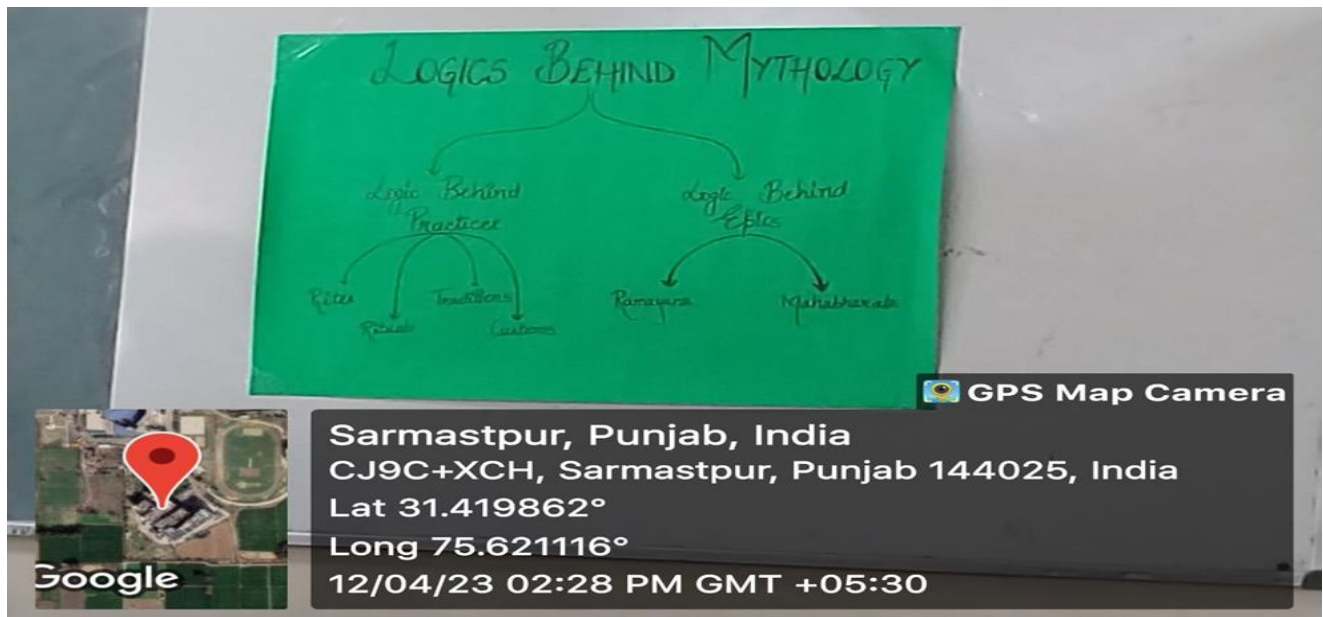 LOGICS BEHIND MYTHOLOGY
Logic Behind
Practices
Logic Behind
Epics
Rites
Traditions
Rituals
Customs
Ramayana
Mahabharata
GPS Map Camera
Sarmastpur, Punjab, India
CJ9C+XCH, Sarmastpur, Punjab 144025, India
Lat 31.419862°
Long 75.621116°
12/04/23 02:28 PM GMT +05:30
Google